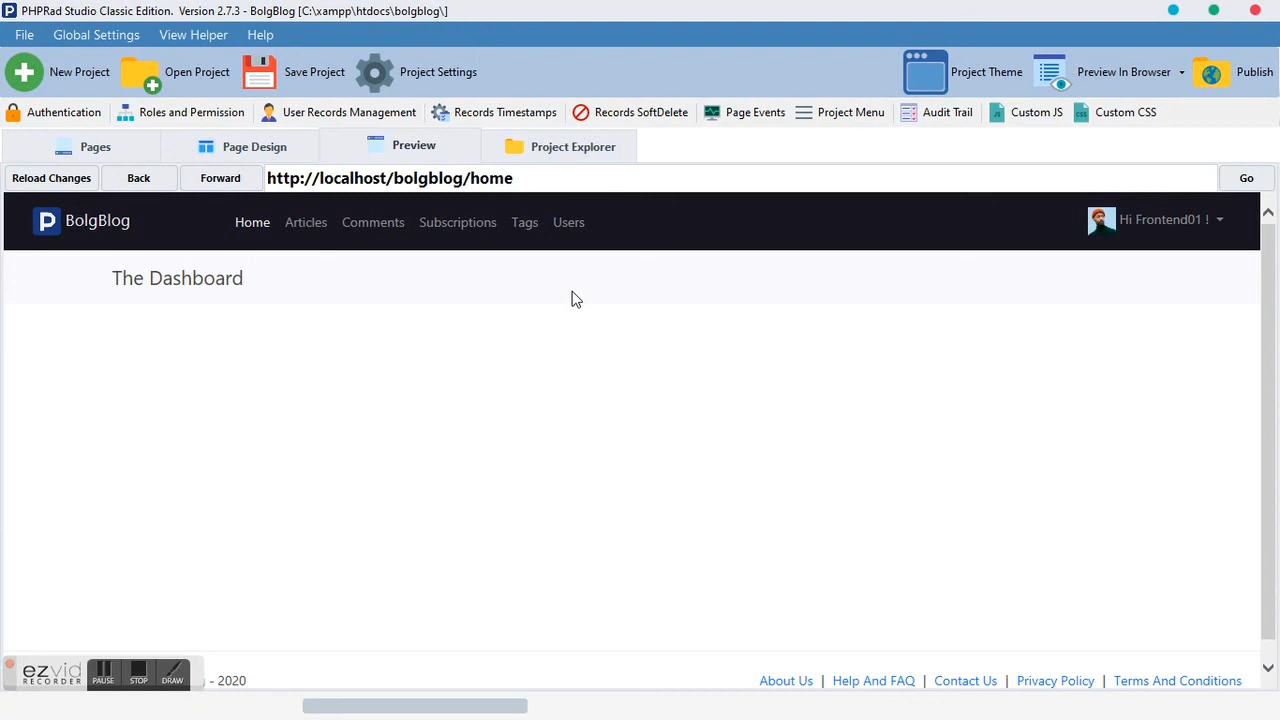 PHPRad Studio Classic Edition. Version 2.7.3 - BolgBlog [C:\xampp\htdocs\bolgblog\]
File Global Settings View Helper Help
New Project Open Project Save Project Project Settings Project Theme Preview In Browser Publish
Authentication Roles and Permission User Records Management Records Timestamps Records SoftDelete Page Events Project Menu Audit Trail Custom JS Custom CSS
Pages Page Design Preview Project Explorer
Reload Changes Back Forward http://localhost/bolgblog/home Go
BolgBlog Home Articles Comments Subscriptions Tags Users Hi Frontend01 !
The Dashboard
ezvid RECORDER PAUSE STOP DRAW - 2020 About Us | Help And FAQ | Contact Us | Privacy Policy | Terms And Conditions